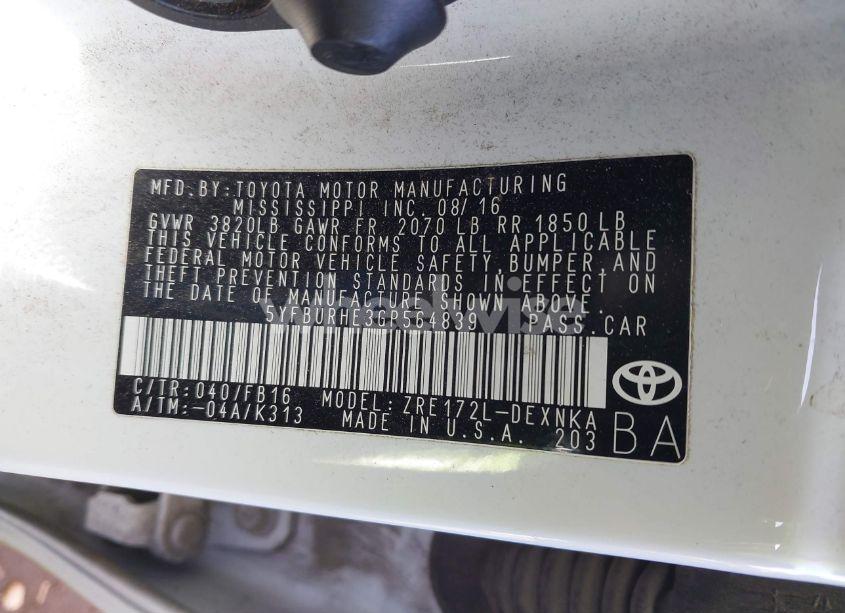 MFD. BY: TOYOTA MOTOR MANUFACTURING
MISSISSIPPI INC. 08/16
GVWR 3820LB GAWR FR 2070 LB RR 1850 LB
THIS VEHICLE CONFORMS TO ALL APPLICABLE
FEDERAL MOTOR VEHICLE SAFETY, BUMPER, AND
THEFT PREVENTION STANDARDS IN EFFECT ON
THE DATE OF MANUFACTURE SHOWN ABOVE.
5YFBURHE3GP564839 PASS. CAR
C/TR: 040/FB16 MODEL: ZRE172L-DEXNKA
A/TM: -04A/K313 MADE IN U.S.A. 203
BA